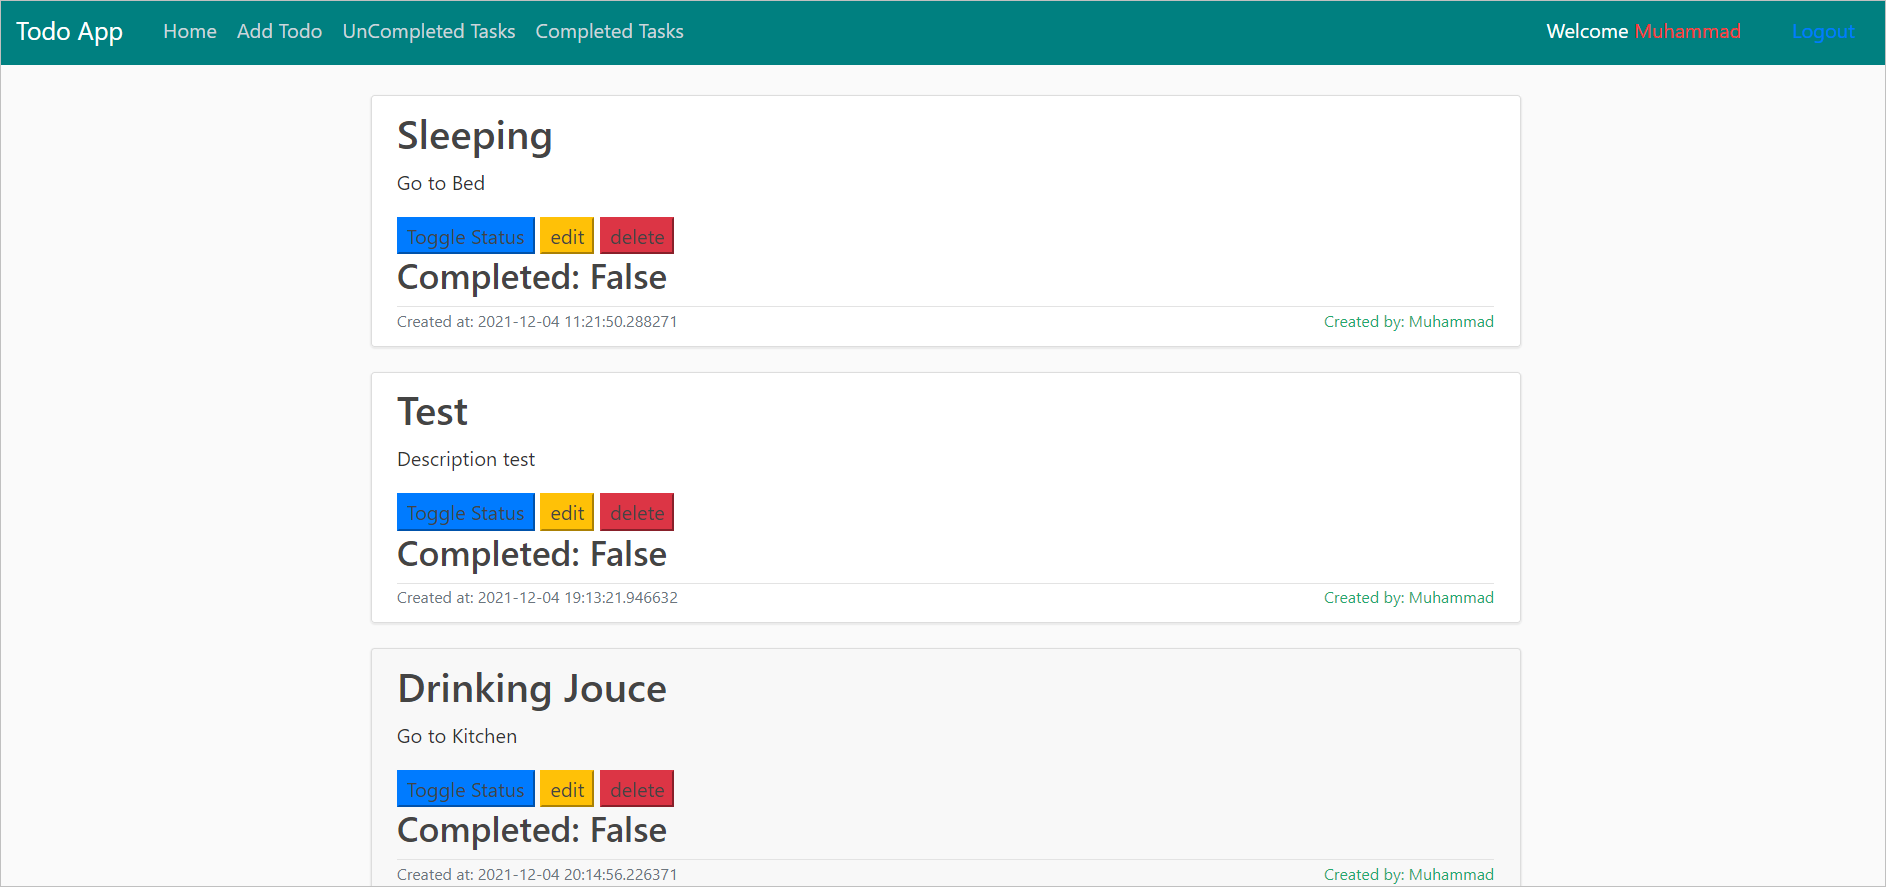 Todo App Home Add Todo UnCompleted Tasks Completed Tasks Welcome Muhammad Logout
Sleeping
Go to Bed
Toggle Status edit delete
Completed: False
Created at: 2021-12-04 11:21:50.288271 Created by: Muhammad
Test
Description test
Toggle Status edit delete
Completed: False
Created at: 2021-12-04 19:13:21.946632 Created by: Muhammad
Drinking Jouce
Go to Kitchen
Toggle Status edit delete
Completed: False
Created at: 2021-12-04 20:14:56.226371 Created by: Muhammad